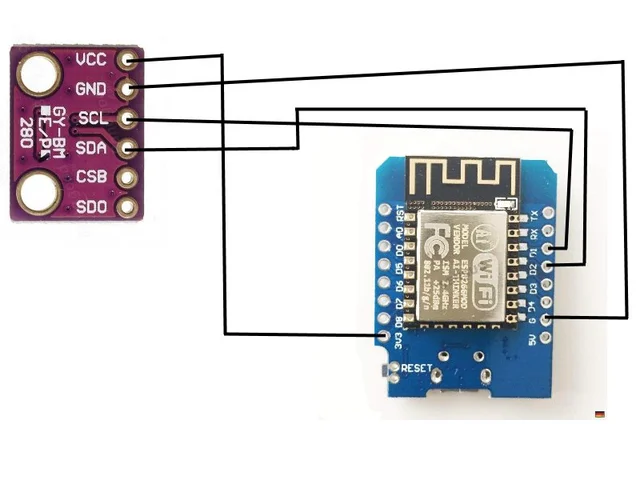 VCC
GND
SCL
SDA
CSB
SDO
GY-BM
E/P
280
RST
A0
D0
D5
D6
D7
D8
3V3
TX
RX
D1
D2
D3
D4
G
5V
MODEL ESP8266MOD
VENDOR AI-THINKER
ISM 2.4GHz
PA +25dBm
802.11b/g/n
FC
AI
WiFi
RESET